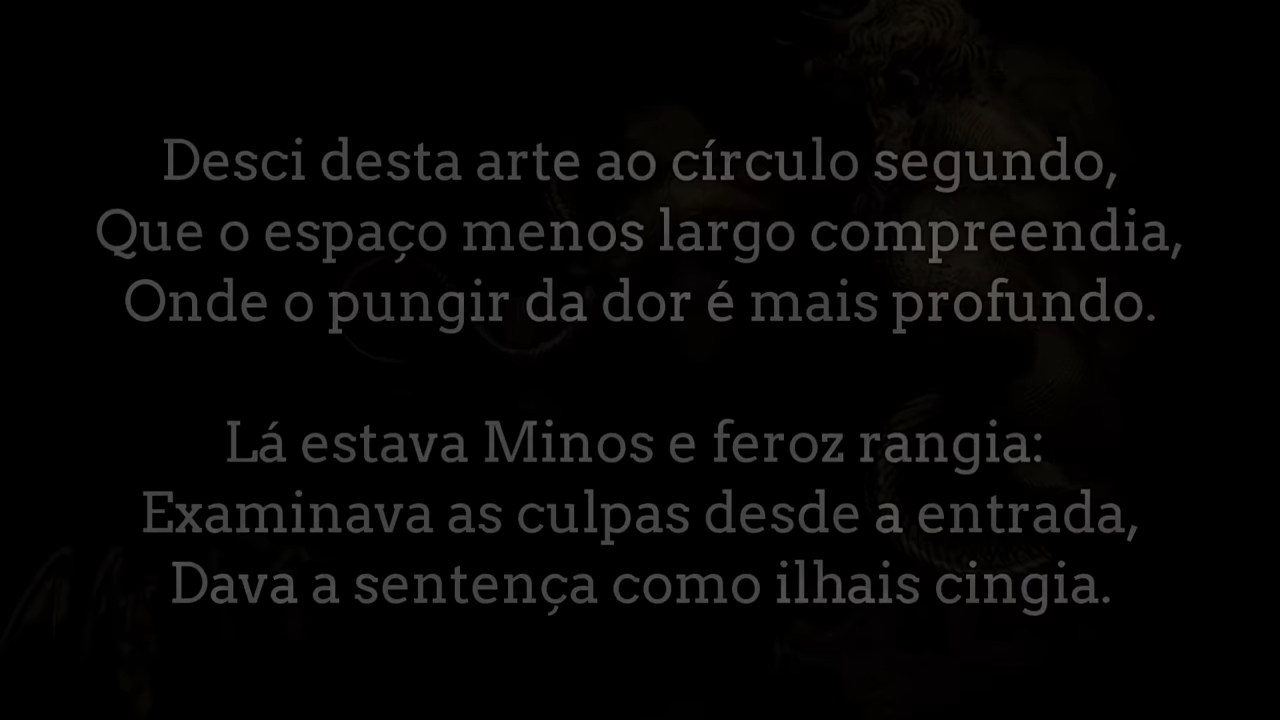 Desci desta arte ao círculo segundo,
Que o espaço menos largo compreendia,
Onde o pungir da dor é mais profundo.
Lá estava Minos e feroz rangia:
Examinava as culpas desde a entrada,
Dava a sentença como ilhais cingia.